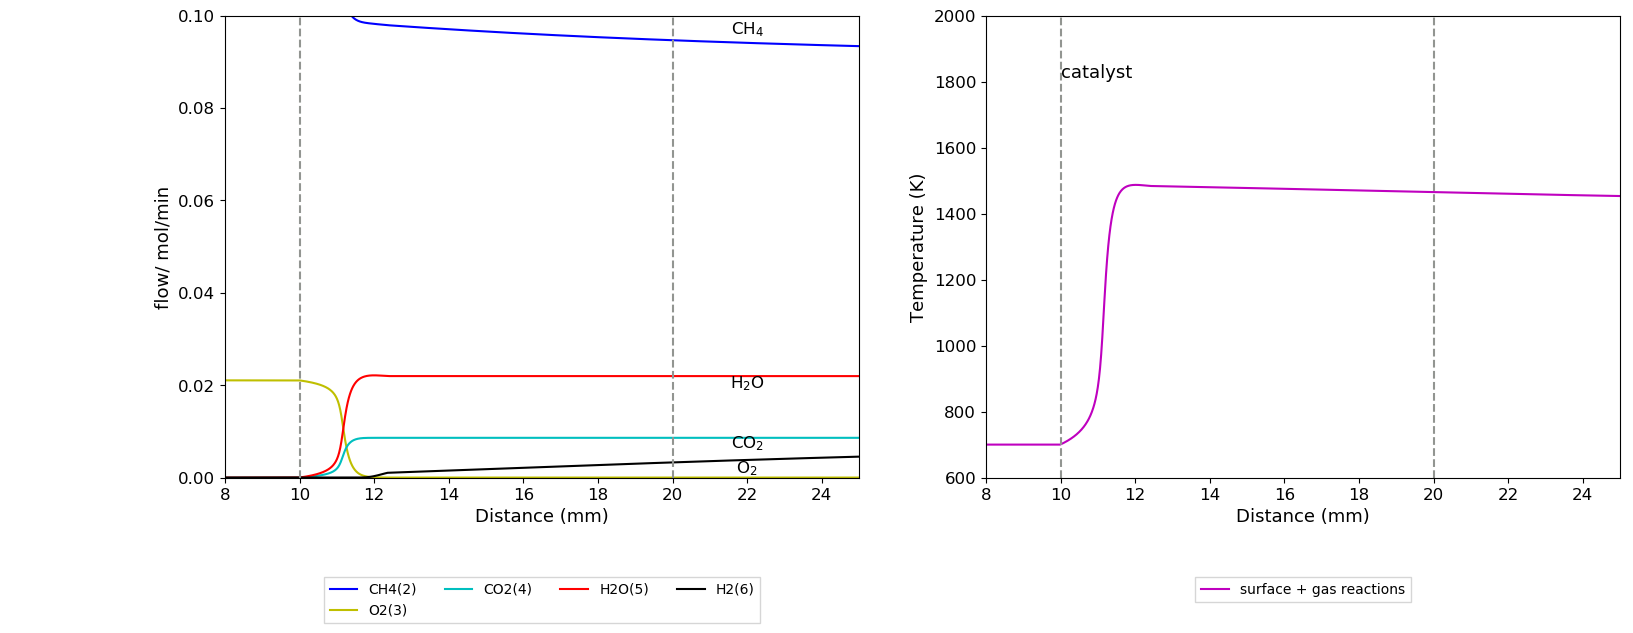 0.10
0.08
0.06
0.04
0.02
0.00
flow/ mol/min
CH₄
H₂O
CO₂
O₂
8 10 12 14 16 18 20 22 24
Distance (mm)
CH4(2) CO2(4) H2O(5) H2(6)
O2(3)
2000
1800
1600
1400
1200
1000
800
600
Temperature (K)
catalyst
8 10 12 14 16 18 20 22 24
Distance (mm)
surface + gas reactions